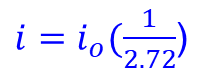 i = i_o(1/2.72)